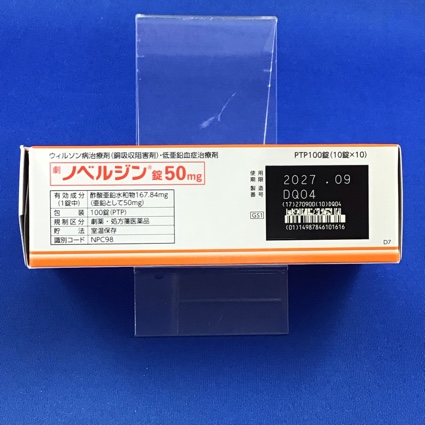 ウィルソン病治療剤(銅吸収阻害剤)・低亜鉛血症治療剤
PTP100錠(10錠×10)
劇 ノベルジン®錠50mg
有効成分(1錠中) 酢酸亜鉛水和物167.84mg(亜鉛として50mg)
包装 100錠(PTP)
規制区分 劇薬・処方箋医薬品
貯法 室温保存
識別コード NPC98
使用期限 2027.09
製造番号 DQ04
(17)270900(10)DQ04
GS1
(01)14987846101616
D7